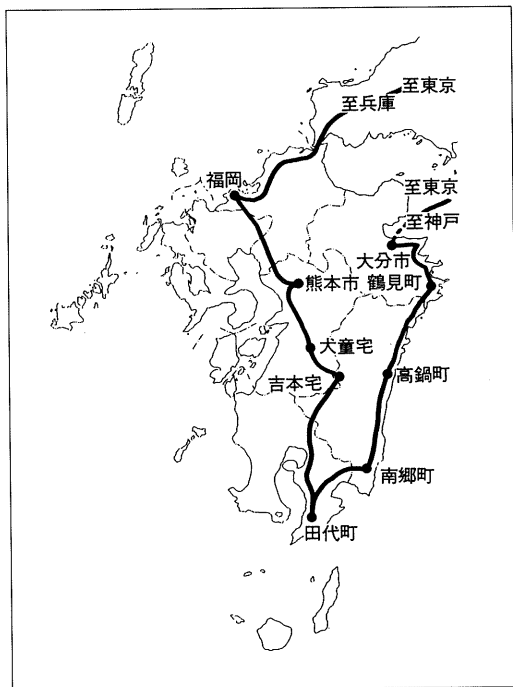 至東京
至兵庫
福岡
至東京
至神戸
大分市
熊本市 鶴見町
犬童宅
吉本宅
高鍋町
南郷町
田代町